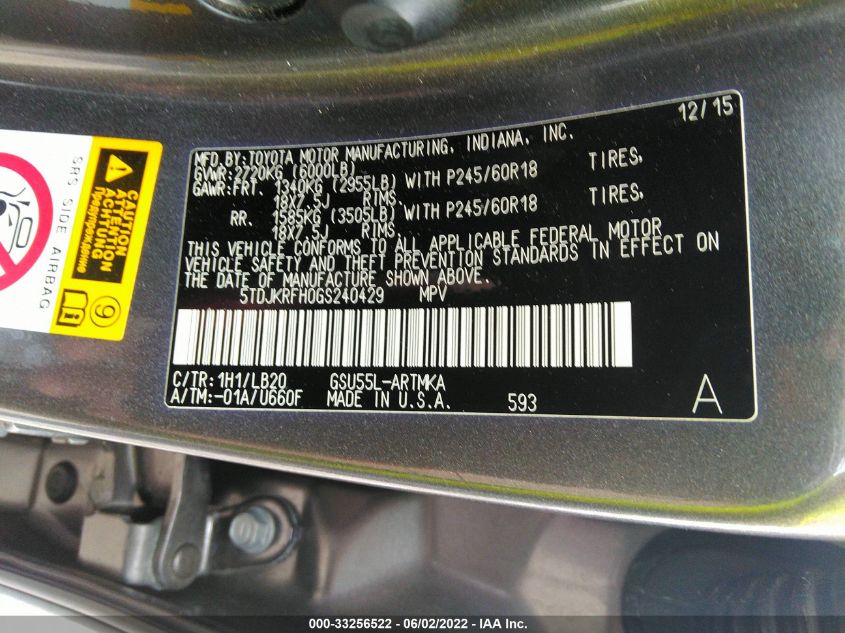 12/15
MFD.BY:TOYOTA MOTOR MANUFACTURING, INDIANA, INC.
GVWR:2720KG (6000LB)
GAWR:FRT. 1340KG (2955LB) WITH P245/60R18 TIRES,
18X7.5J RIMS.
RR. 1585KG (3505LB) WITH P245/60R18 TIRES,
18X7.5J RIMS.
THIS VEHICLE CONFORMS TO ALL APPLICABLE FEDERAL MOTOR
VEHICLE SAFETY AND THEFT PREVENTION STANDARDS IN EFFECT ON
THE DATE OF MANUFACTURE SHOWN ABOVE.
5TDJKRFH0GS240429 MPV
C/TR:1H1/LB20 GSU55L-ARTMKA
A/TM:-01A/U660F MADE IN U.S.A. 593 A
SRS SIDE AIRBAG
CAUTION
ATTENTION
ACHTUNG
Предупреждение
9
000-33256522 - 06/02/2022 - IAA Inc.